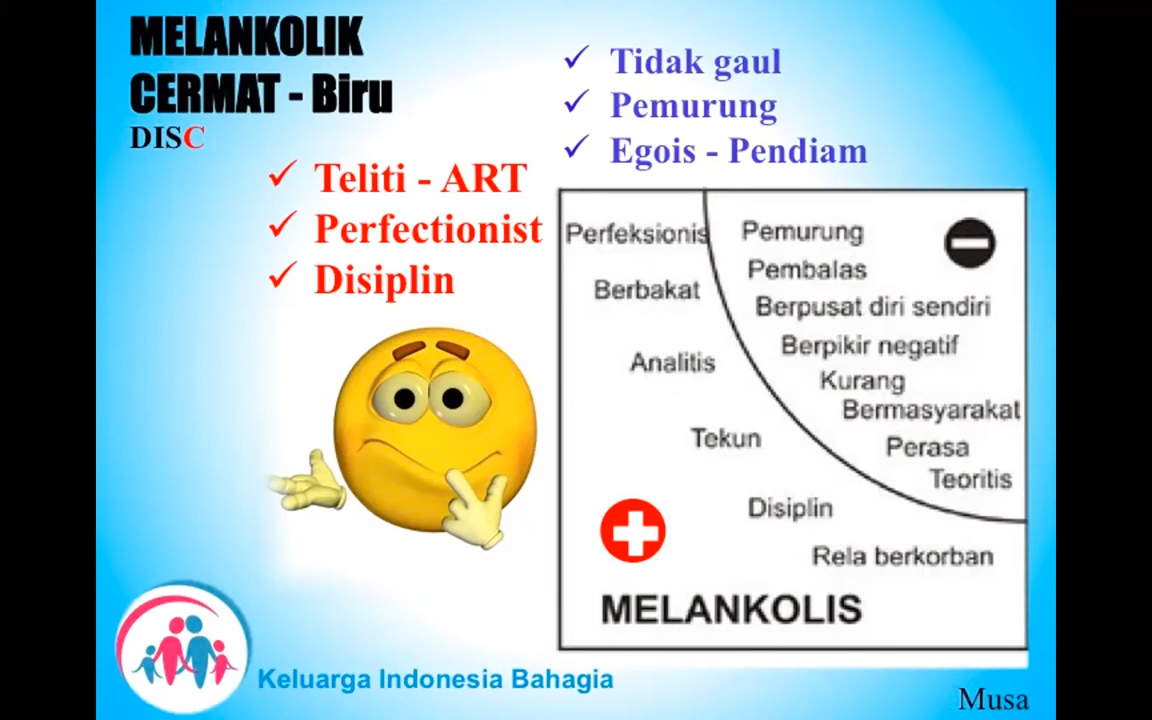 MELANKOLIK
CERMAT - Biru
DISC
✓ Teliti - ART
✓ Perfectionist
✓ Disiplin
✓ Tidak gaul
✓ Pemurung
✓ Egois - Pendiam
Perfeksionis
Berbakat
Analitis
Tekun
Disiplin
Rela berkorban
Pemurung
Pembalas
Berpusat diri sendiri
Berpikir negatif
Kurang
Bermasyarakat
Perasa
Teoritis
MELANKOLIS
Keluarga Indonesia Bahagia
Musa